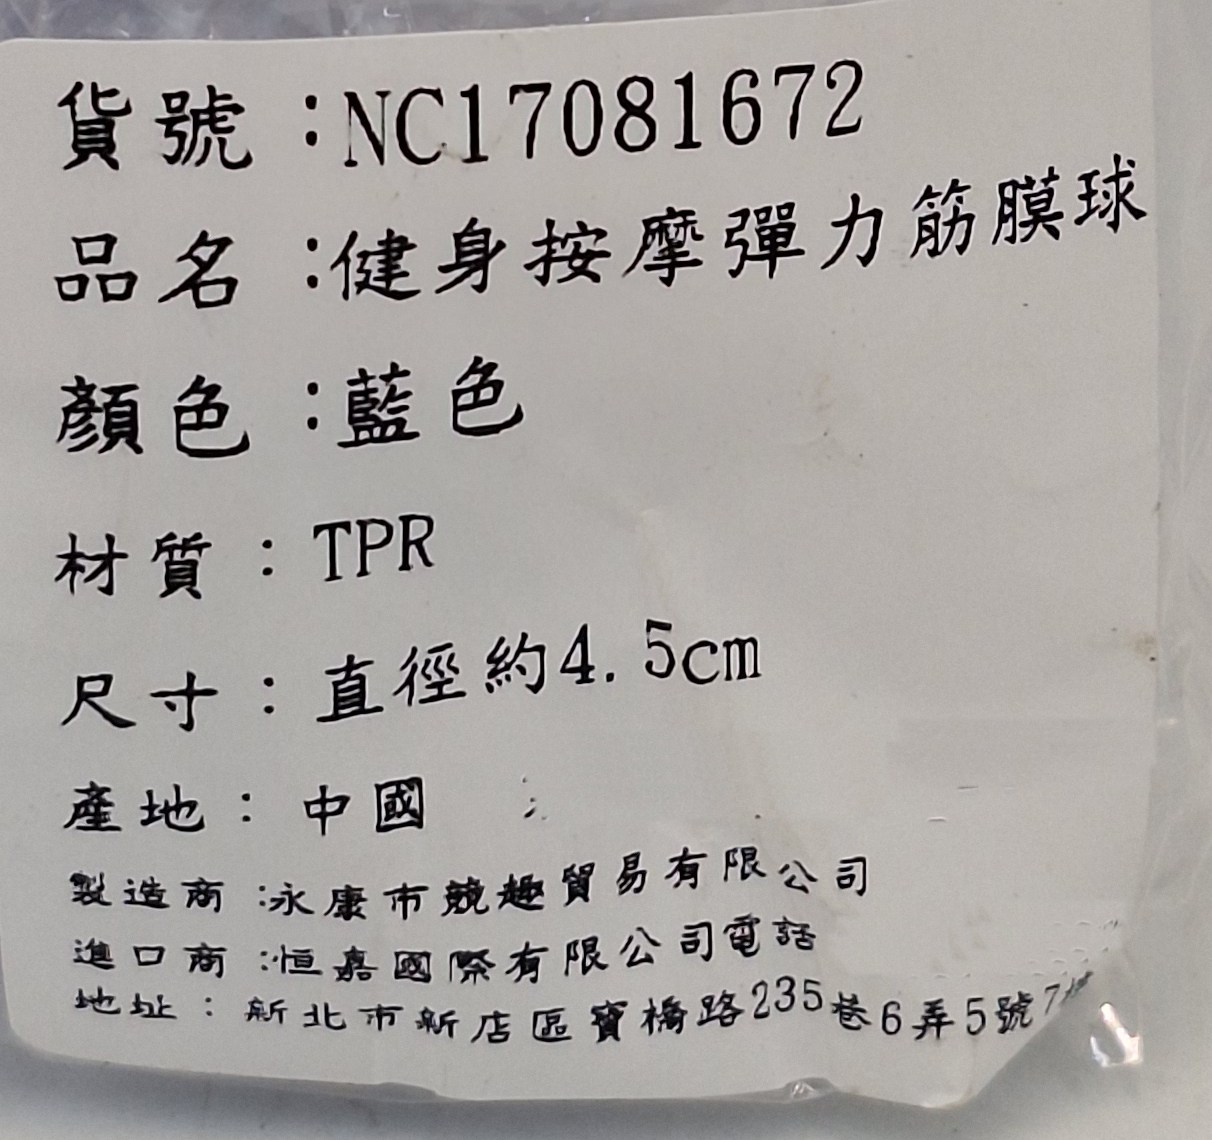 貨號:NC17081672
品名:健身按摩彈力筋膜球
顏色:藍色
材質:TPR
尺寸:直徑約4.5cm
產地:中國
製造商:永康市競趣貿易有限公司
進口商:恒嘉國際有限公司電話
地址:新北市新店區寶橋路235巷6弄5號7